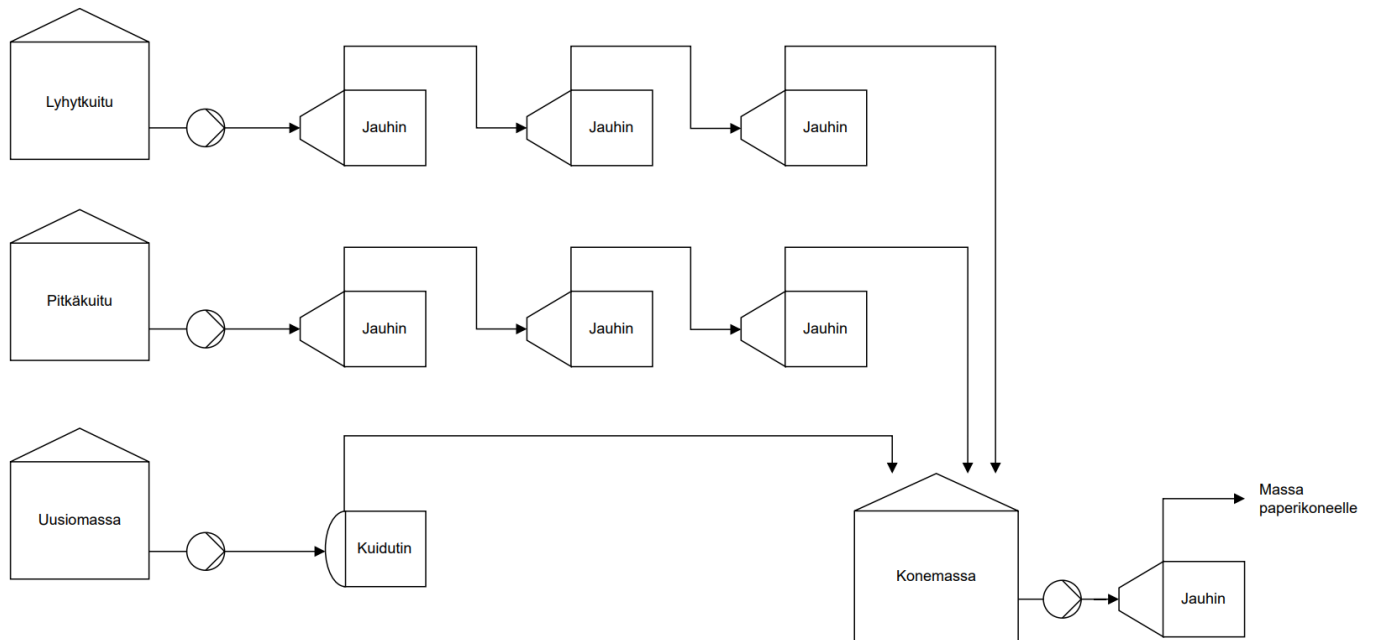 Lyhytkuitu
Jauhin
Jauhin
Jauhin
Pitkäkuitu
Jauhin
Jauhin
Jauhin
Uusiomassa
Kuidutin
Konemassa
Massa
paperikoneelle
Jauhin